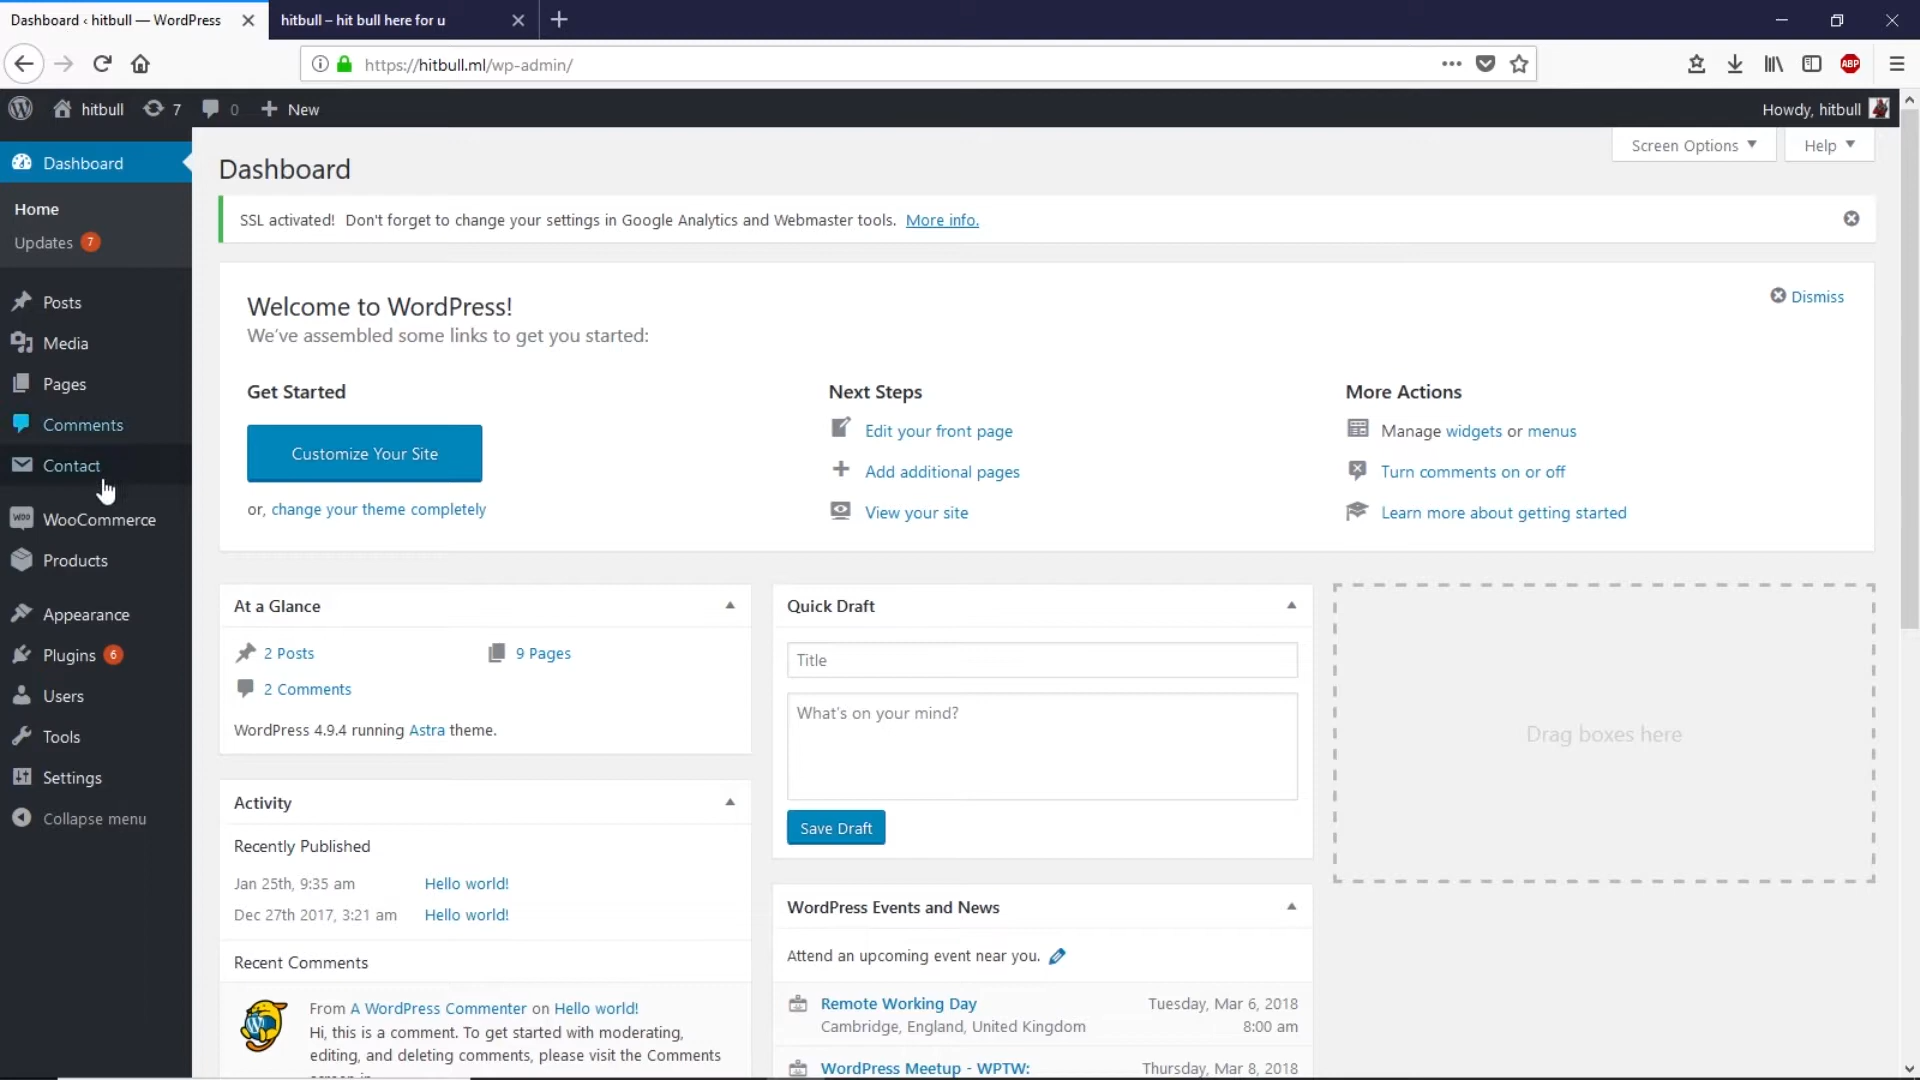 Dashboard ‹ hitbull — WordPress
hitbull – hit bull here for u
https://hitbull.ml/wp-admin/
ABP
hitbull
7
0
New
Howdy, hitbull
Dashboard
Home
Updates 7
Posts
Media
Pages
Comments
Contact
WOO WooCommerce
Products
Appearance
Plugins 6
Users
Tools
Settings
Collapse menu
Screen Options
Help
Dashboard
SSL activated! Don't forget to change your settings in Google Analytics and Webmaster tools. More info.
Welcome to WordPress!
Dismiss
We've assembled some links to get you started:
Get Started
Customize Your Site
or, change your theme completely
Next Steps
Edit your front page
Add additional pages
View your site
More Actions
Manage widgets or menus
Turn comments on or off
Learn more about getting started
At a Glance
2 Posts
9 Pages
2 Comments
WordPress 4.9.4 running Astra theme.
Activity
Recently Published
Jan 25th, 9:35 am Hello world!
Dec 27th 2017, 3:21 am Hello world!
Recent Comments
From A WordPress Commenter on Hello world!
Hi, this is a comment. To get started with moderating,
editing, and deleting comments, please visit the Comments
Quick Draft
Title
What's on your mind?
Save Draft
WordPress Events and News
Attend an upcoming event near you.
Remote Working Day Tuesday, Mar 6, 2018
Cambridge, England, United Kingdom 8:00 am
WordPress Meetup - WPTW: Thursday, Mar 8, 2018
Drag boxes here